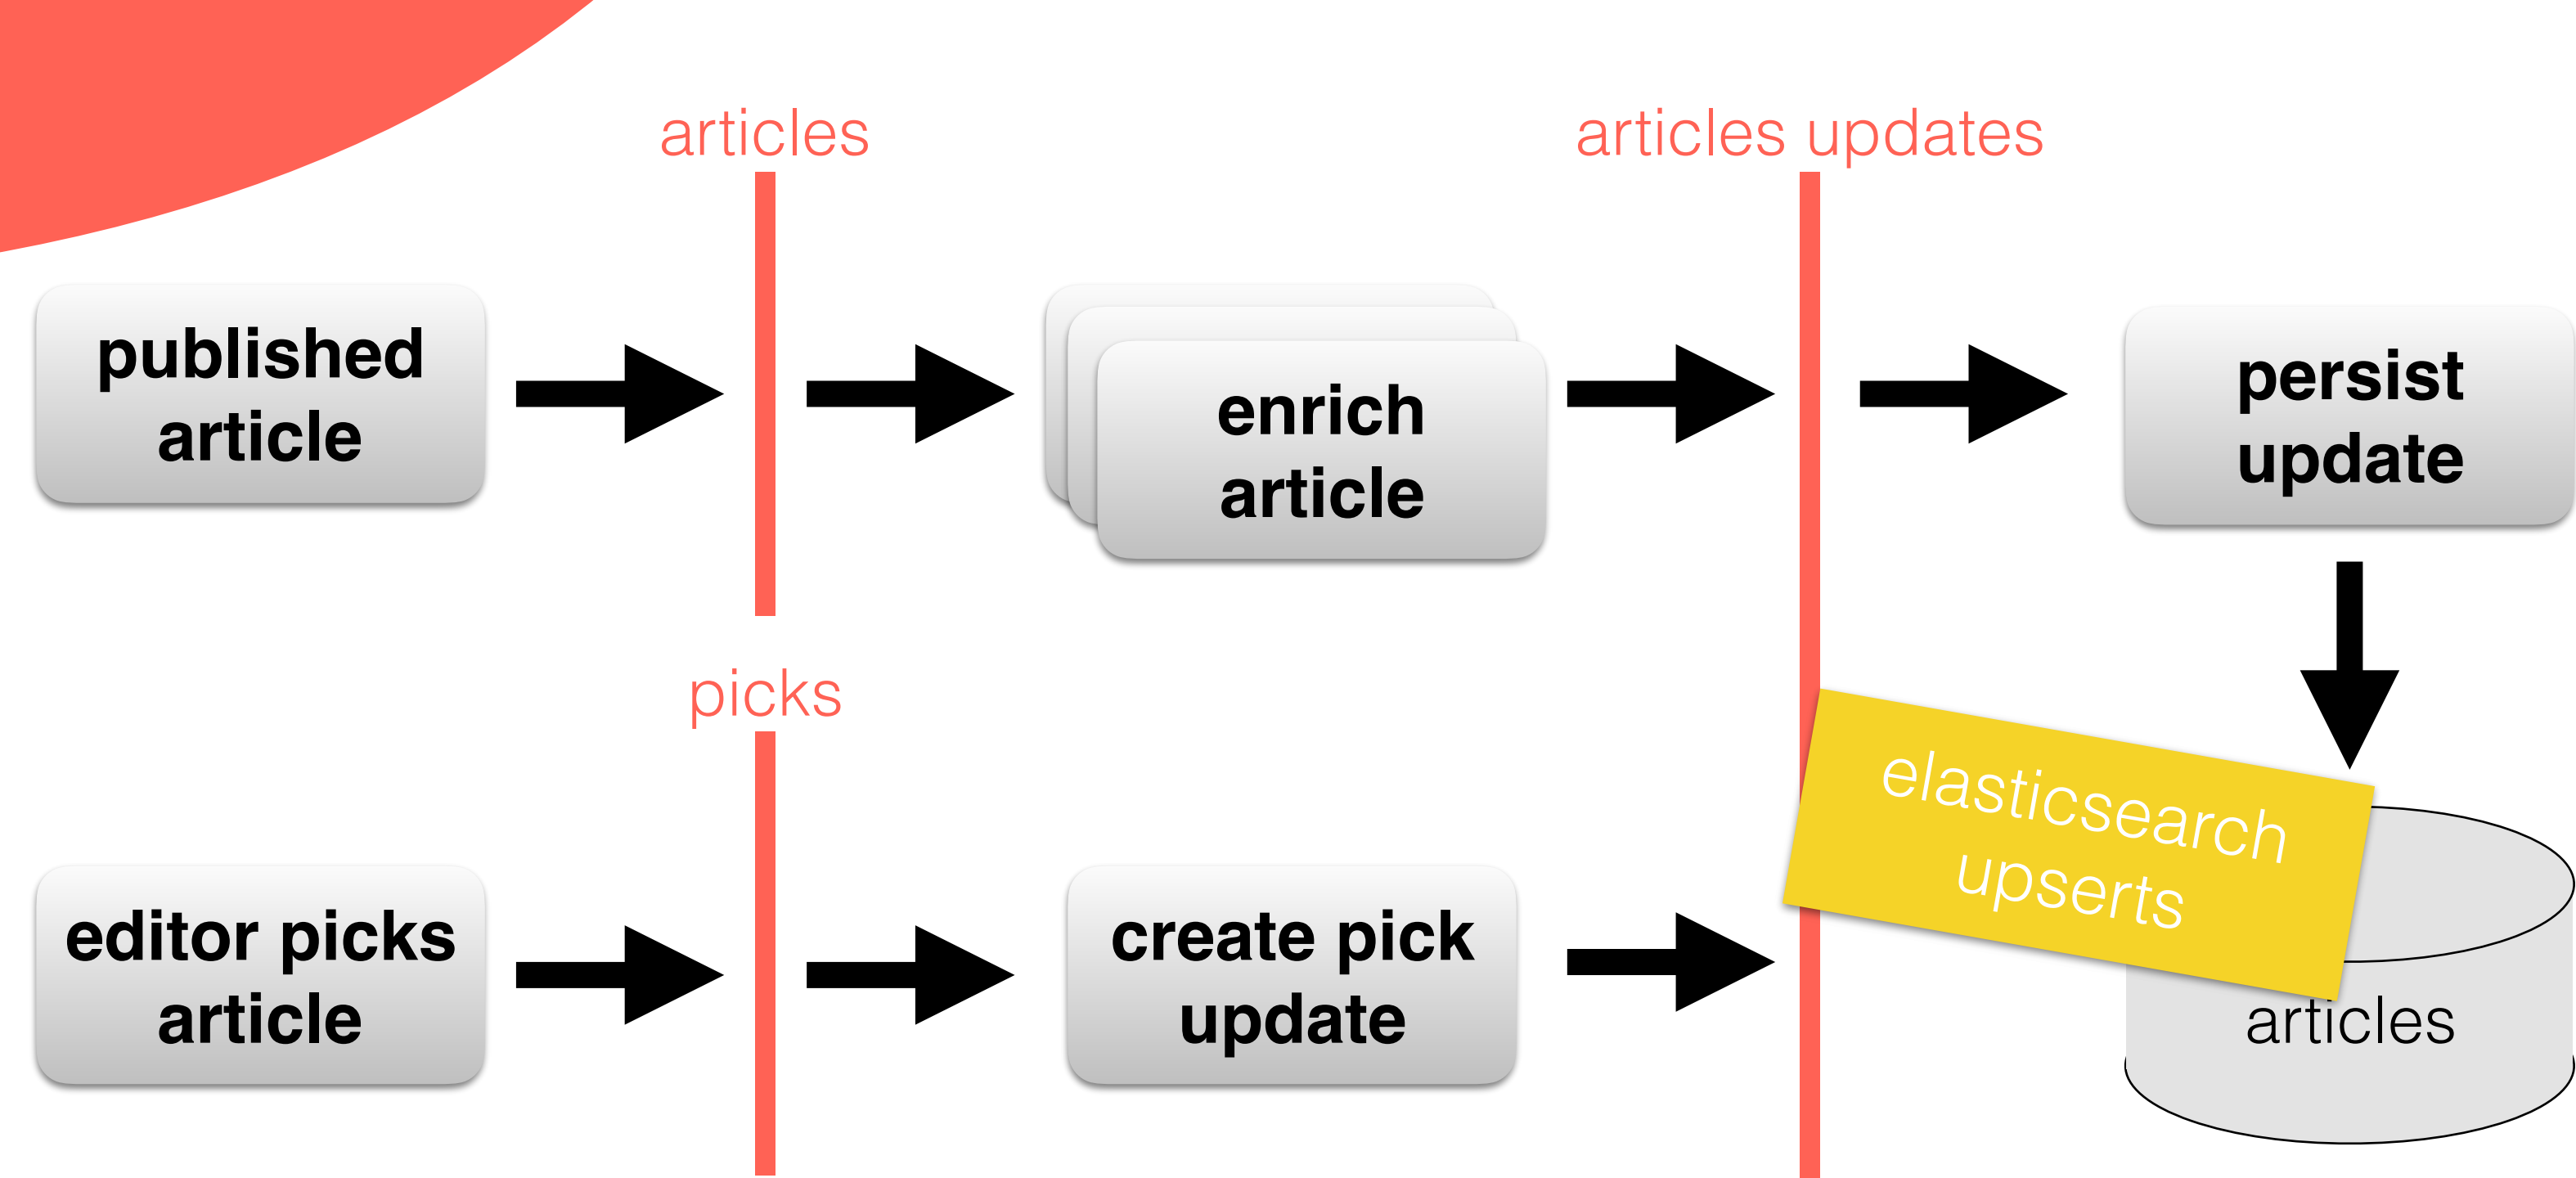 articles
articles updates
published
article
enrich
article
persist
update
picks
elasticsearch
upserts
editor picks
article
create pick
update
articles